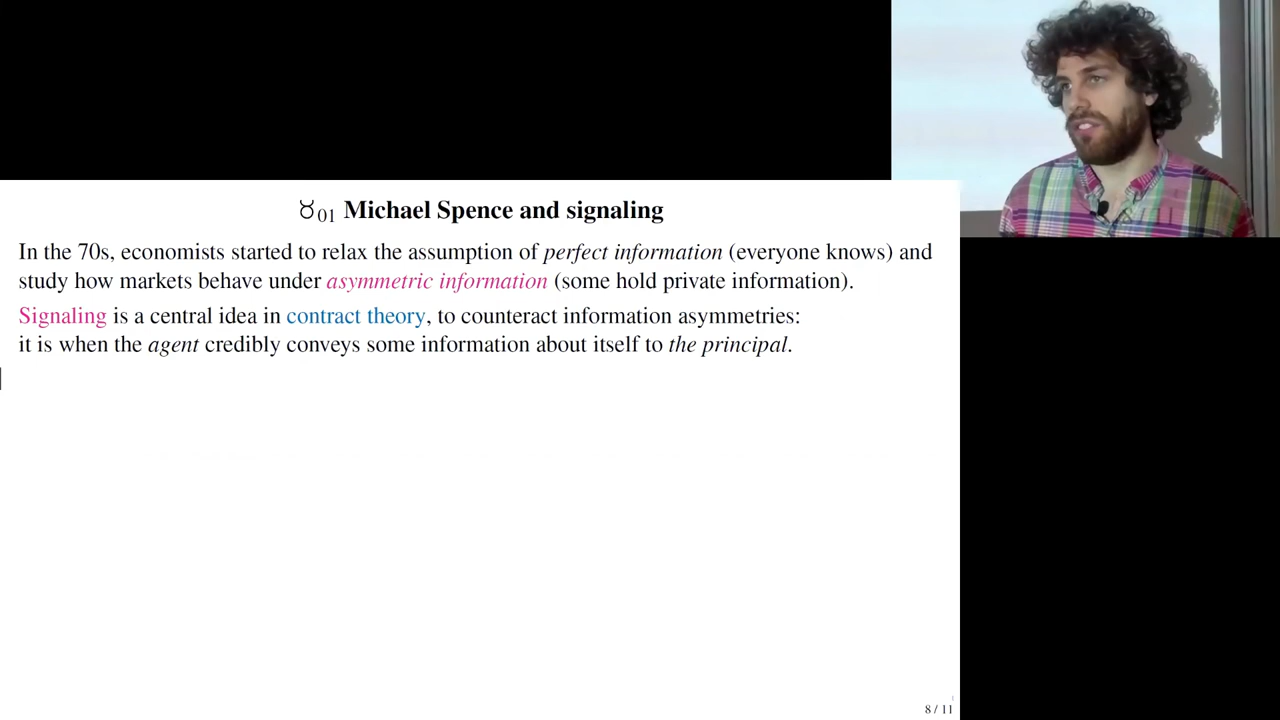 ♉01 Michael Spence and signaling
In the 70s, economists started to relax the assumption of perfect information (everyone knows) and
study how markets behave under asymmetric information (some hold private information).
Signaling is a central idea in contract theory, to counteract information asymmetries:
it is when the agent credibly conveys some information about itself to the principal.
8 / 11